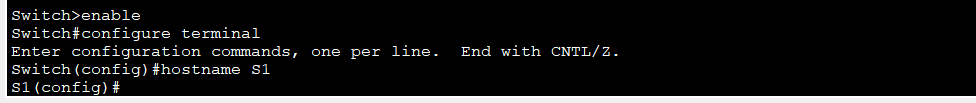 Switch>enable
Switch#configure terminal
Enter configuration commands, one per line.  End with CNTL/Z.
Switch(config)#hostname S1
S1(config)#